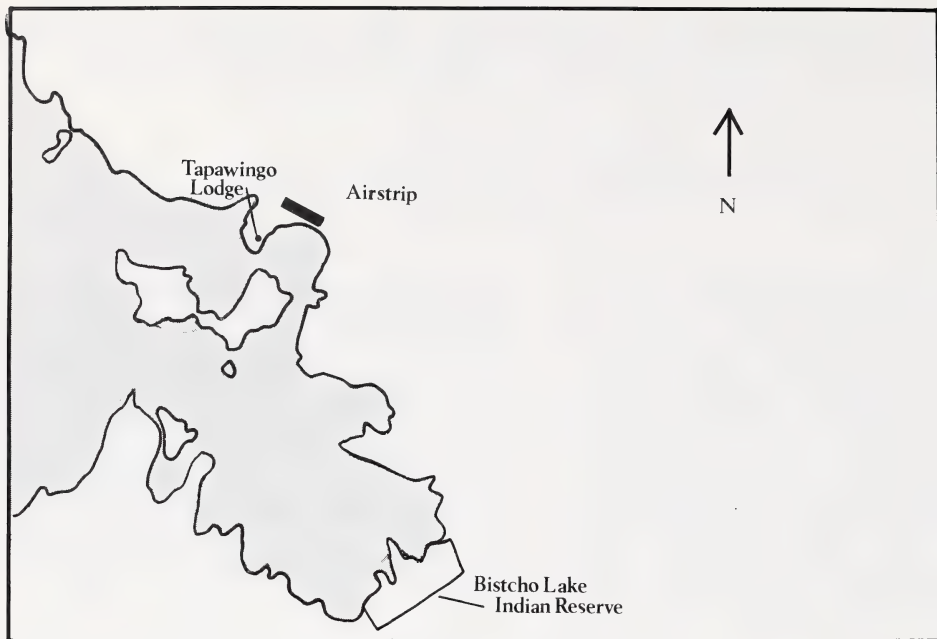 Tapawingo
Lodge
Airstrip
N
Bistcho Lake
Indian Reserve